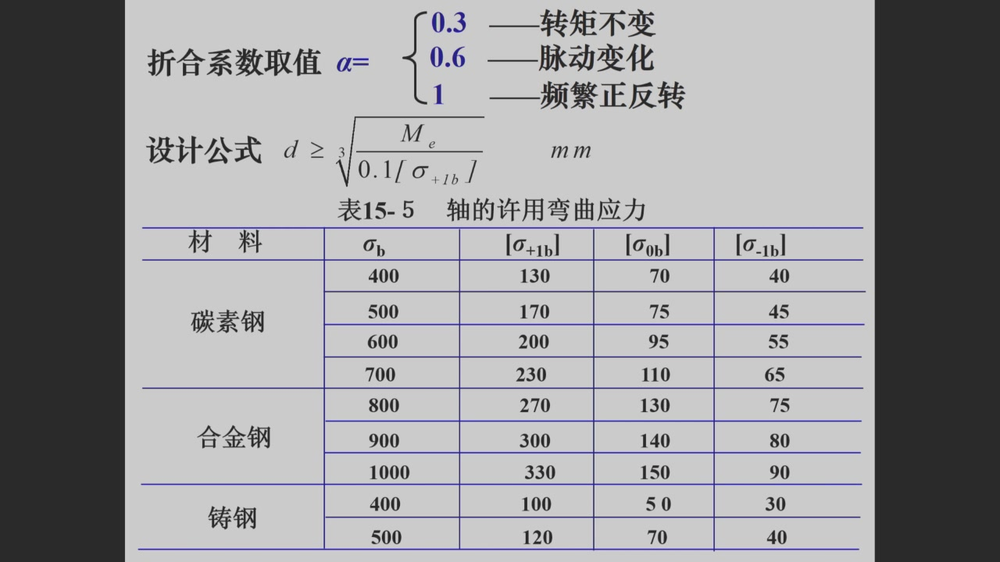 折合系数取值 α=
0.3 ——转矩不变
0.6 ——脉动变化
1 ——频繁正反转
设计公式 d ≥ ∛(M_e / 0.1[σ_+1b]) mm
表15-5 轴的许用弯曲应力
材 料 σb [σ+1b] [σ0b] [σ-1b]
碳素钢
400 130 70 40
500 170 75 45
600 200 95 55
700 230 110 65
合金钢
800 270 130 75
900 300 140 80
1000 330 150 90
铸钢
400 100 5 0 30
500 120 70 40